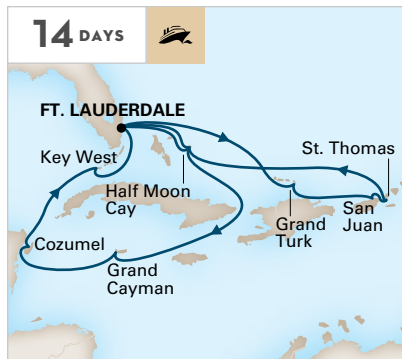 14 DAYS
FT. LAUDERDALE
St. Thomas
Key West
Half Moon
Cay
San
Juan
Grand
Turk
Cozumel
Grand
Cayman